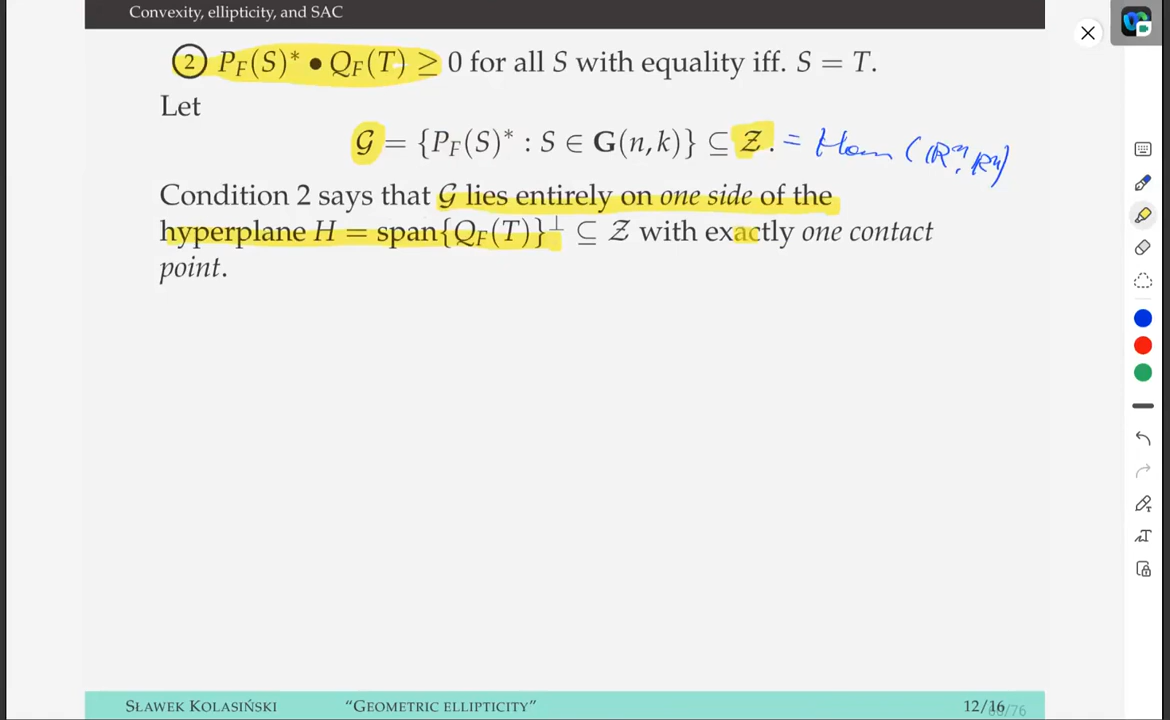 Convexity, ellipticity, and SAC
② P_F(S)* • Q_F(T) ≥ 0 for all S with equality iff. S = T.
Let
𝒢 = {P_F(S)* : S ∈ G(n, k)} ⊆ 𝒵. = Hom (ℝⁿ, ℝⁿ)
Condition 2 says that 𝒢 lies entirely on one side of the
hyperplane H = span{Q_F(T)}^⊥ ⊆ 𝒵 with exactly one contact
point.
SŁAWEK KOLASIŃSKI "GEOMETRIC ELLIPTICITY" 12/16
/76